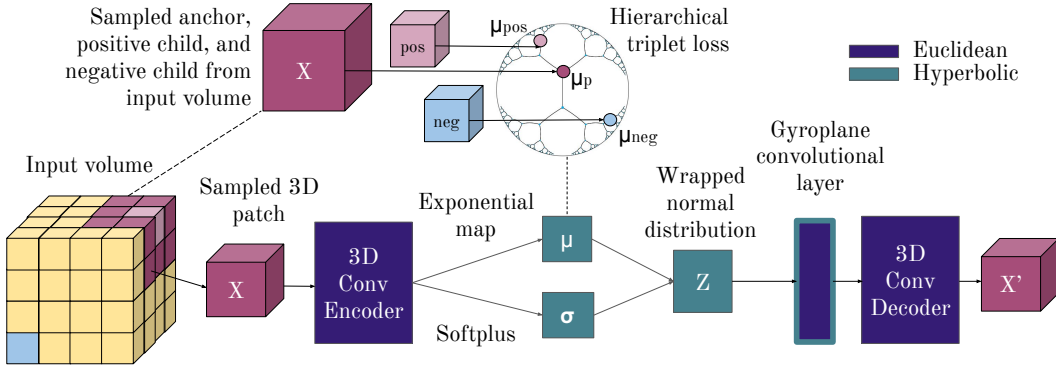 Sampled anchor,
positive child, and
negative child from
input volume
X
pos
neg
μpos
μp
μneg
Hierarchical
triplet loss
Euclidean
Hyperbolic
Input volume
Sampled 3D
patch
X
3D
Conv
Encoder
Exponential
map
Softplus
μ
σ
Wrapped
normal
distribution
Z
Gyroplane
convolutional
layer
3D
Conv
Decoder
X'